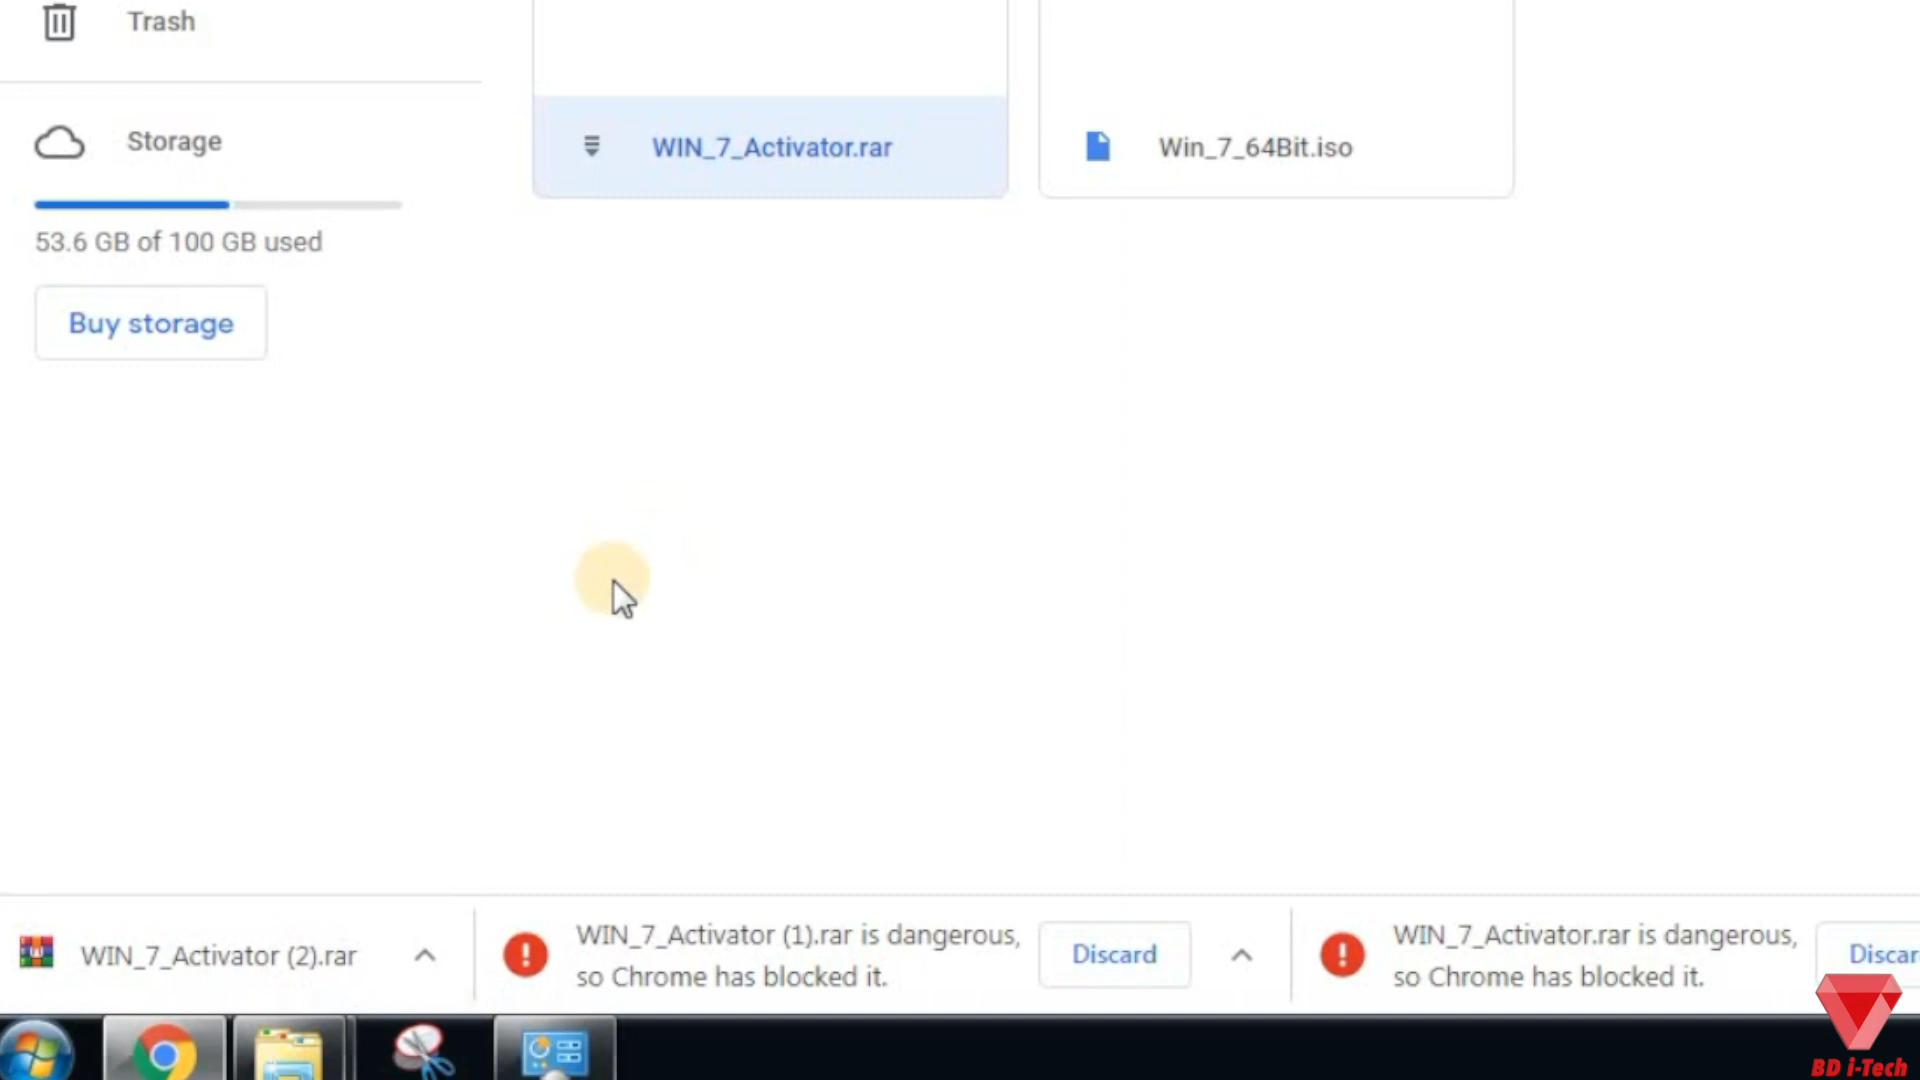 Trash
Storage
53.6 GB of 100 GB used
Buy storage
WIN_7_Activator.rar
Win_7_64Bit.iso
WIN_7_Activator (2).rar
WIN_7_Activator (1).rar is dangerous,
so Chrome has blocked it.
Discard
WIN_7_Activator.rar is dangerous,
so Chrome has blocked it.
Discar
BD i-Tech